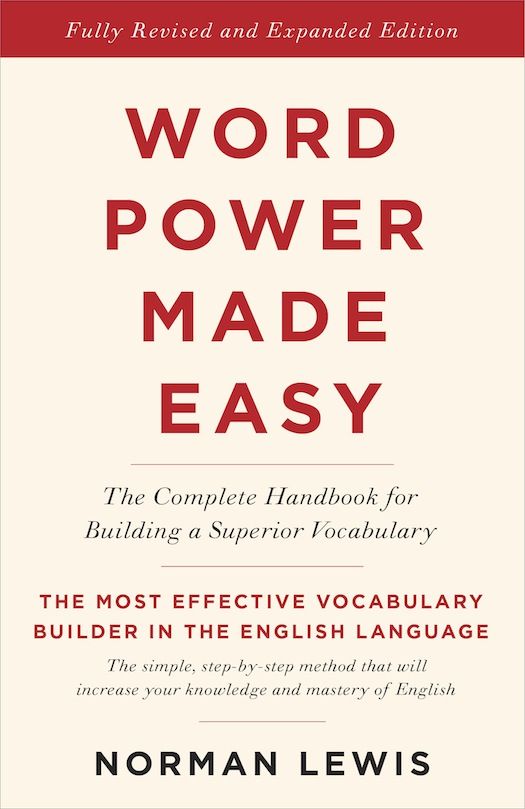 Fully Revised and Expanded Edition
WORD
POWER
MADE
EASY
The Complete Handbook for
Building a Superior Vocabulary
THE MOST EFFECTIVE VOCABULARY
BUILDER IN THE ENGLISH LANGUAGE
The simple, step-by-step method that will
increase your knowledge and mastery of English
NORMAN LEWIS